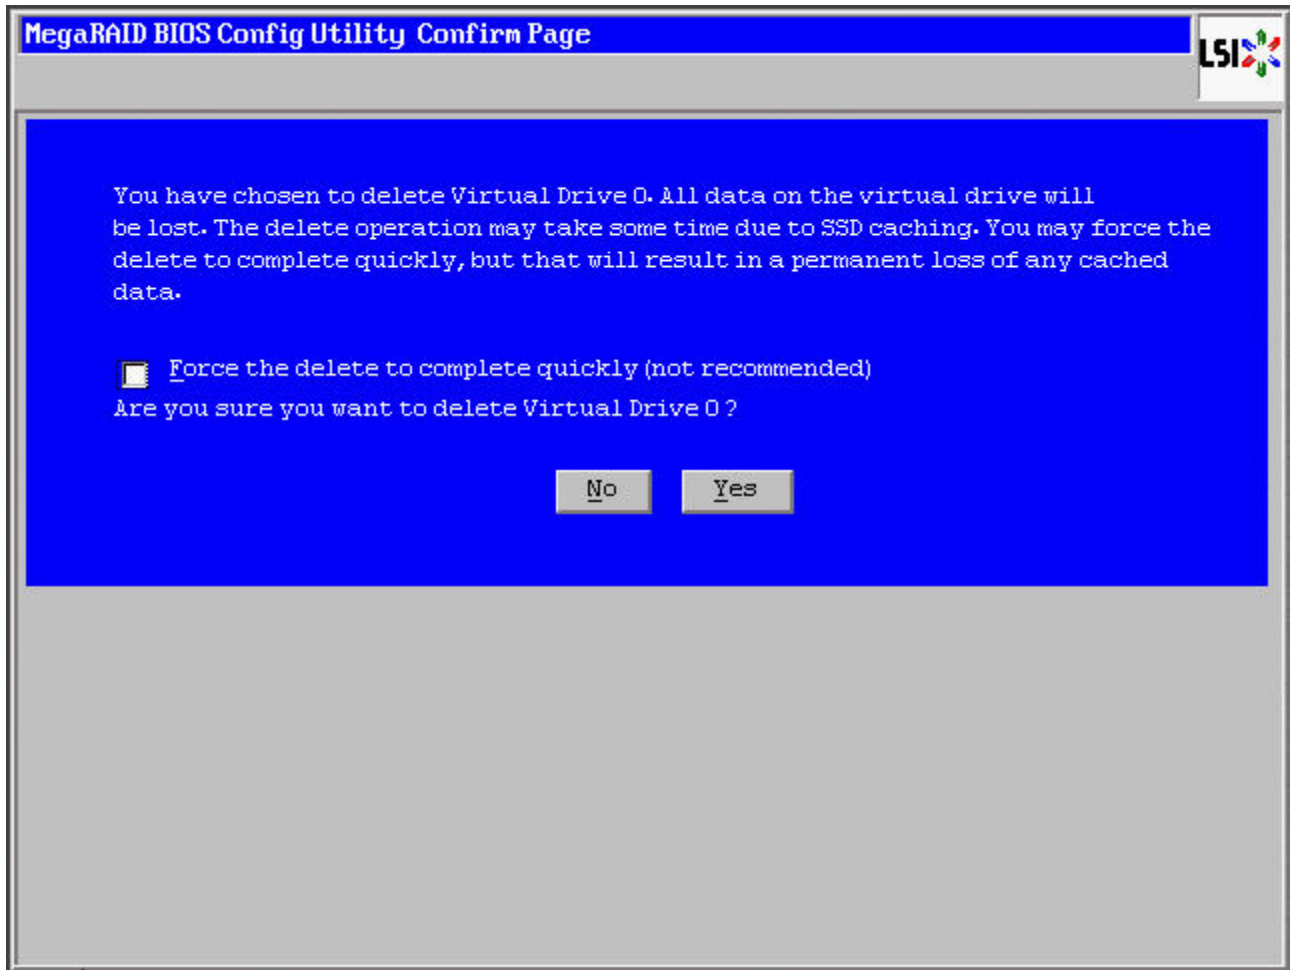 MegaRAID BIOS Config Utility Confirm Page
LSI
You have chosen to delete Virtual Drive 0. All data on the virtual drive will
be lost. The delete operation may take some time due to SSD caching. You may force the
delete to complete quickly, but that will result in a permanent loss of any cached
data.
Force the delete to complete quickly (not recommended)
Are you sure you want to delete Virtual Drive 0 ?
No Yes